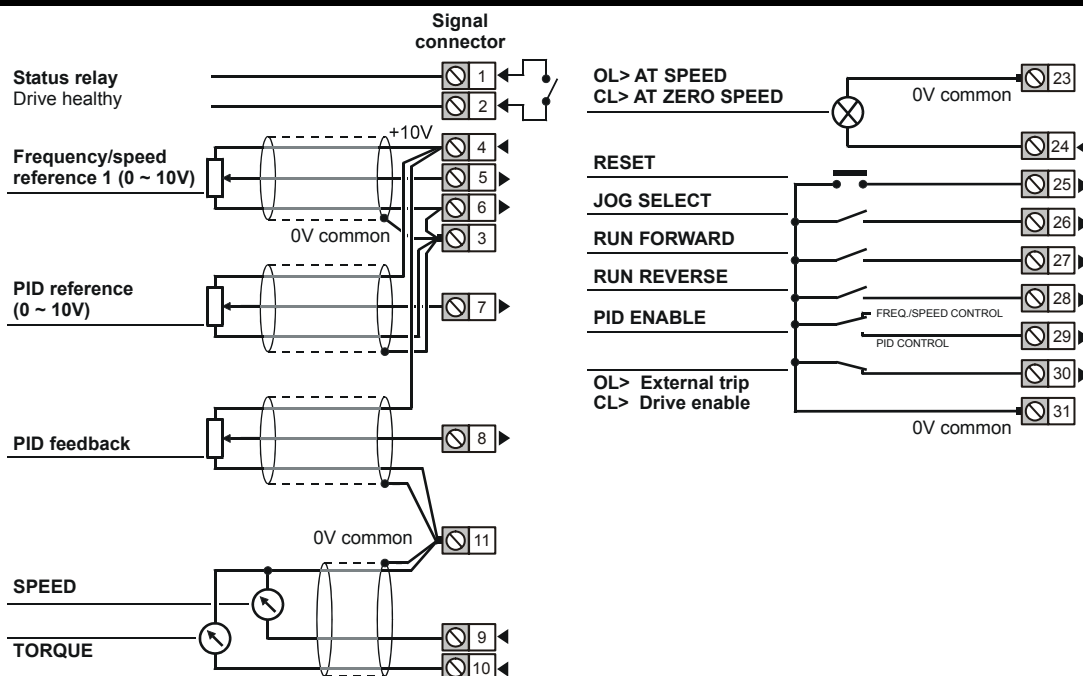 Signal
connector
Status relay
Drive healthy
1
2
+10V
Frequency/speed
reference 1 (0 ~ 10V)
4
5
6
0V common
3
PID reference
(0 ~ 10V)
7
PID feedback
8
0V common
11
SPEED
9
TORQUE
10
OL> AT SPEED
CL> AT ZERO SPEED
0V common
23
24
RESET
25
JOG SELECT
26
RUN FORWARD
27
RUN REVERSE
28
FREQ./SPEED CONTROL
PID ENABLE
29
PID CONTROL
30
OL> External trip
CL> Drive enable
31
0V common